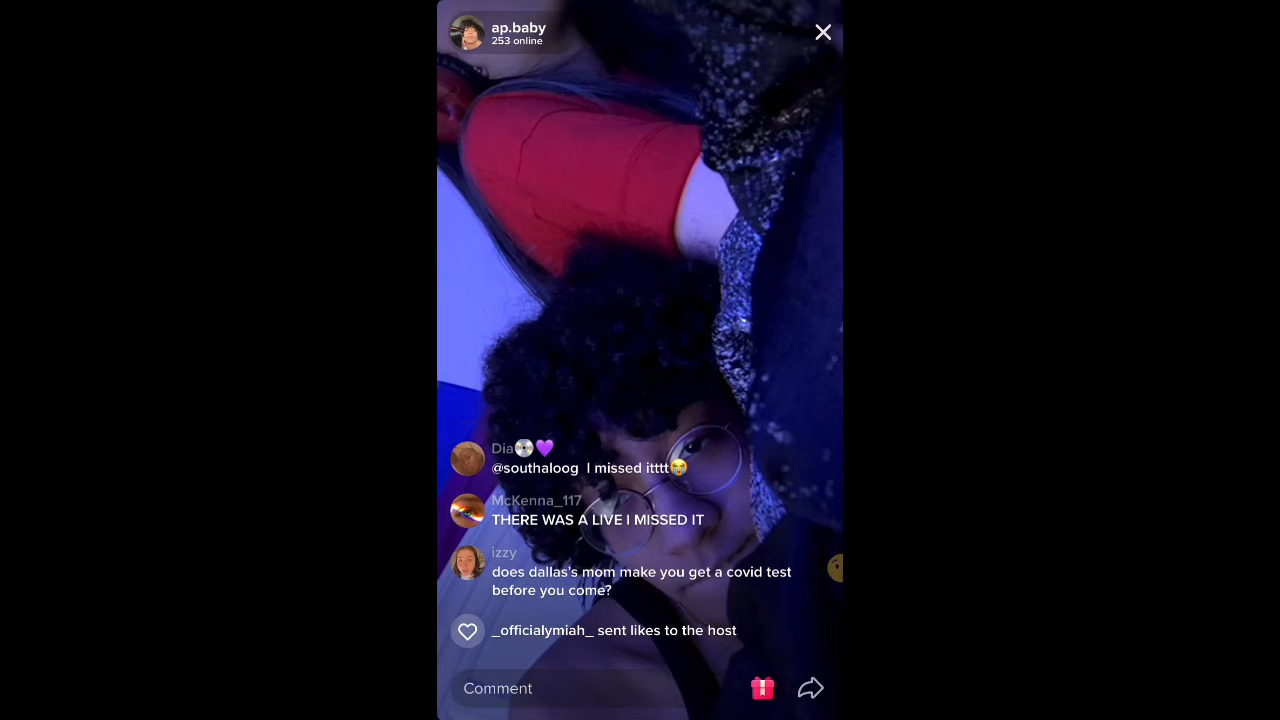 ap.baby
253 online
Dia💿💜
@southaloog I missed itttt😭
McKenna_117
THERE WAS A LIVE I MISSED IT
izzy
does dallas's mom make you get a covid test
before you come?
_officialymiah_ sent likes to the host
Comment